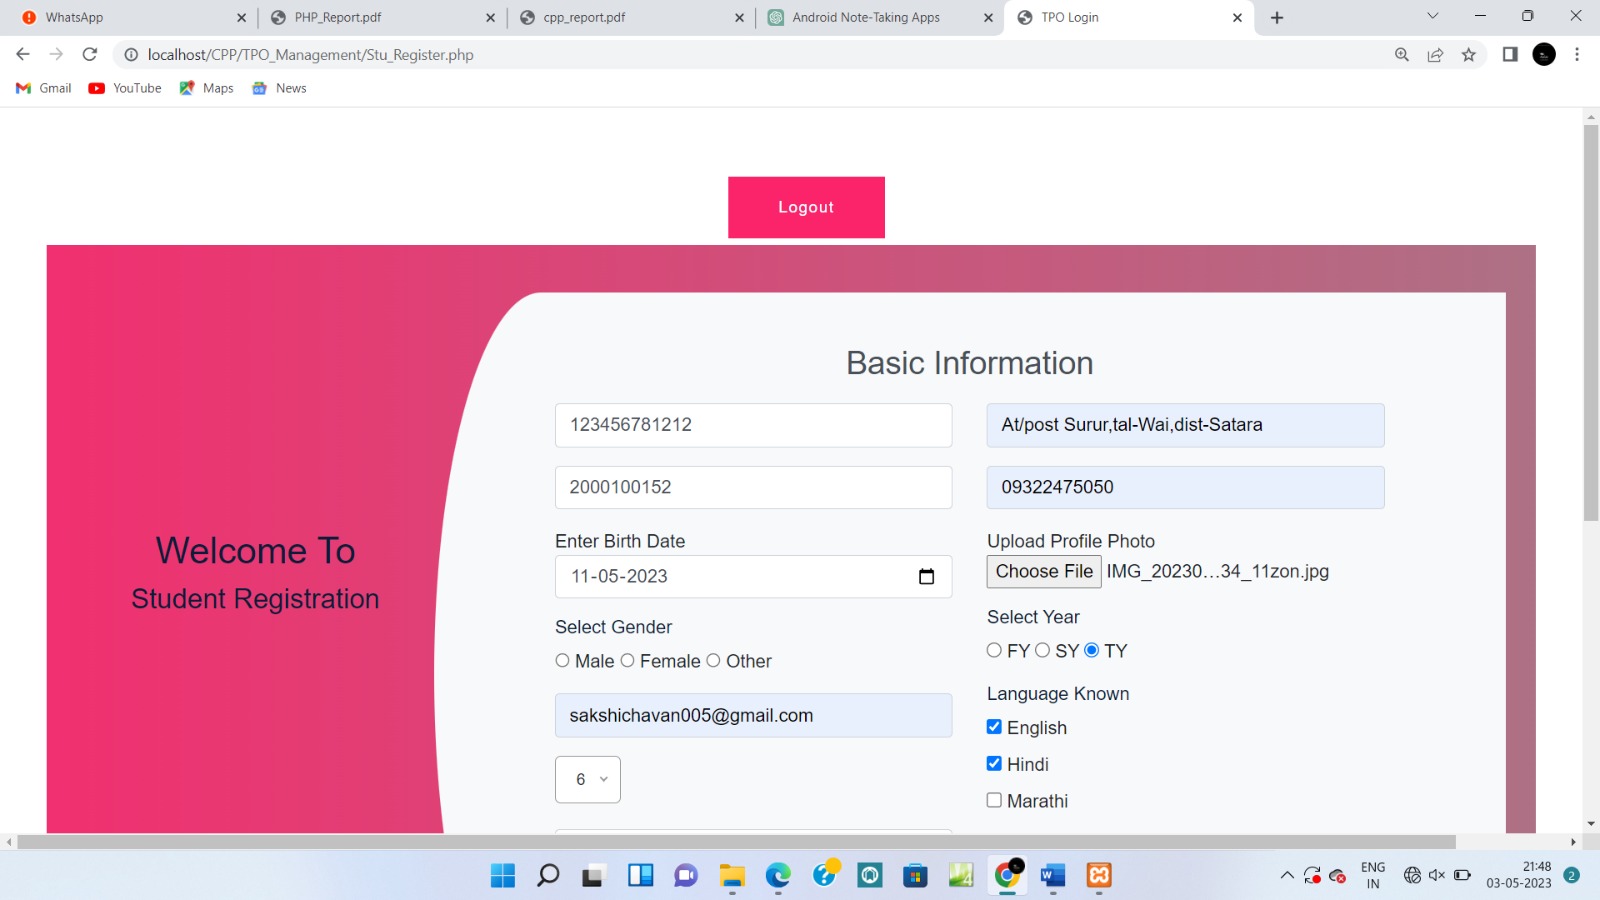 WhatsApp
PHP_Report.pdf
cpp_report.pdf
Android Note-Taking Apps
TPO Login
localhost/CPP/TPO_Management/Stu_Register.php
Gmail YouTube Maps News
Logout
Welcome To
Student Registration
Basic Information
123456781212
2000100152
Enter Birth Date
11-05-2023
Select Gender
Male Female Other
sakshichavan005@gmail.com
6
At/post Surur,tal-Wai,dist-Satara
09322475050
Upload Profile Photo
Choose File IMG_20230...34_11zon.jpg
Select Year
FY SY TY
Language Known
English
Hindi
Marathi
ENG
IN
21:48
03-05-2023
2